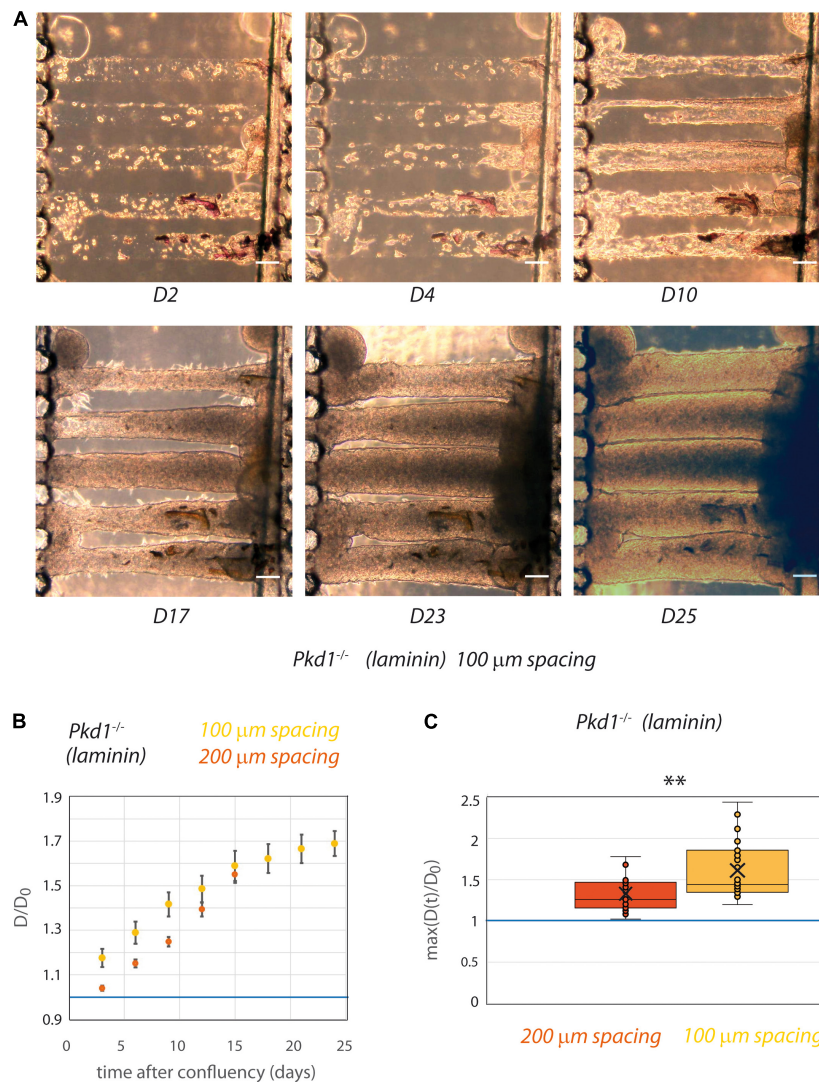 A
D2 D4 D10
D17 D23 D25
Pkd1-/- (laminin) 100 µm spacing
B
Pkd1-/- 100 µm spacing
(laminin) 200 µm spacing
1.9
1.7
1.5
1.3
1.1
0.9
D/D0
0 5 10 15 20 25
time after confluency (days)
C
Pkd1-/- (laminin)
**
2.5
2
1.5
1
0.5
0
max(D(t)/D0)
200 µm spacing 100 µm spacing